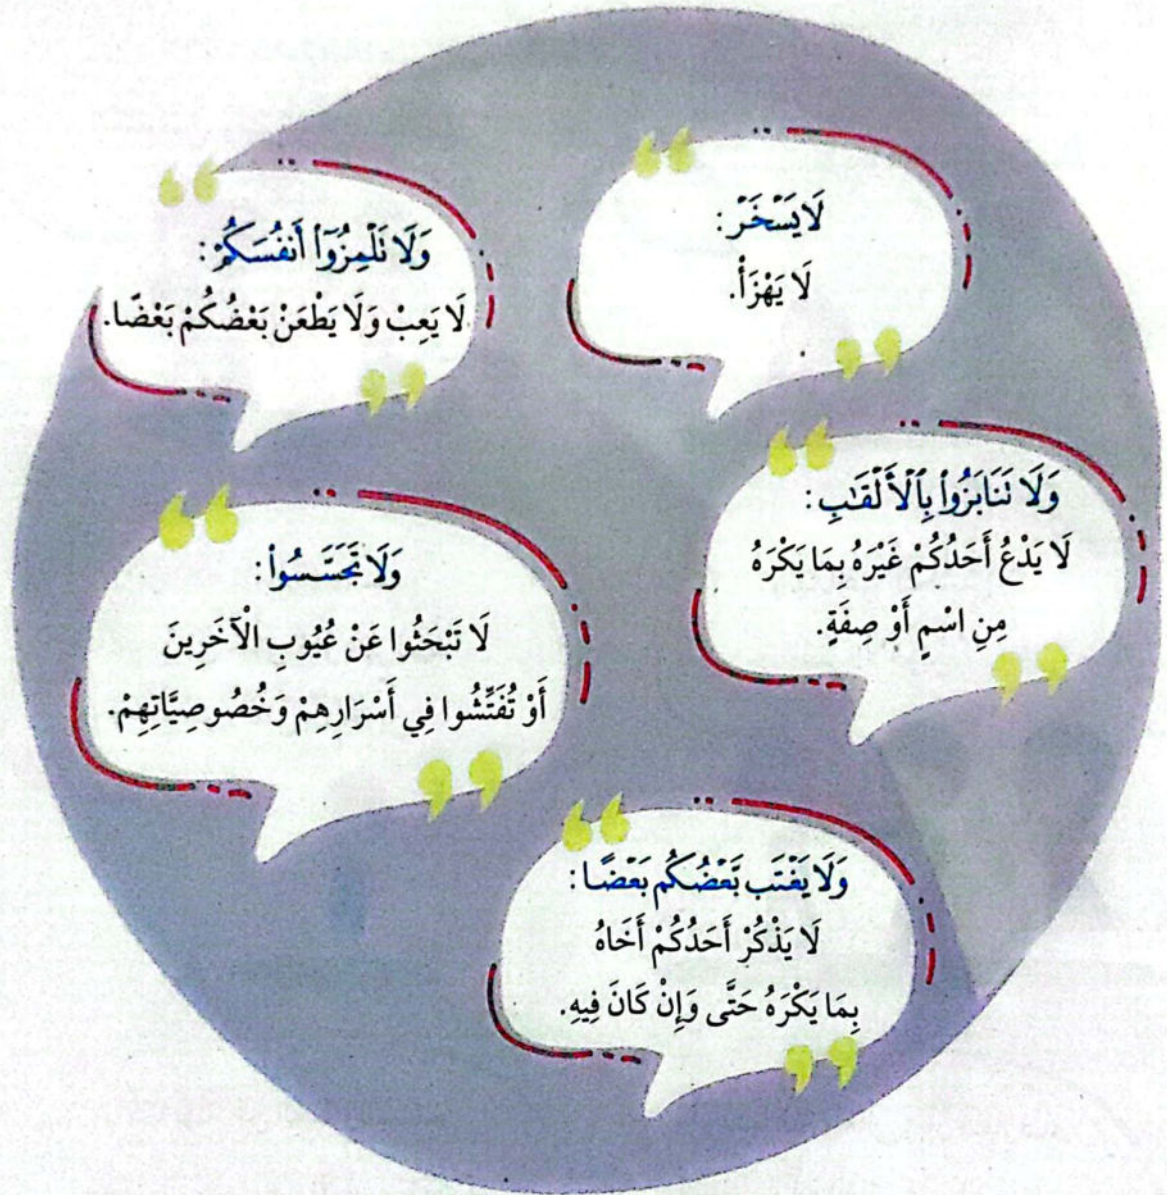 لَا يَسْخَرْ:
لَا يَهْزَأْ.
وَلَا تَلْمِزُوٓا۟ أَنفُسَكُمْ:
لَا يَعِبْ وَلَا يَطْعَنْ بَعْضُكُمْ بَعْضًا.
وَلَا تَنَابَزُوا۟ بِٱلْأَلْقَٰبِ:
لَا يَدْعُ أَحَدُكُمْ غَيْرَهُ بِمَا يَكْرَهُ
مِنِ اسْمٍ أَوْ صِفَةٍ.
وَلَا تَجَسَّسُوا۟:
لَا تَبْحَثُوا عَنْ عُيُوبِ الْآخَرِينَ
أَوْ تُفَتِّشُوا فِي أَسْرَارِهِمْ وَخُصُوصِيَّاتِهِمْ.
وَلَا يَغْتَب بَّعْضُكُم بَعْضًا:
لَا يَذْكُرْ أَحَدُكُمْ أَخَاهُ
بِمَا يَكْرَهُ حَتَّى وَإِنْ كَانَ فِيهِ.